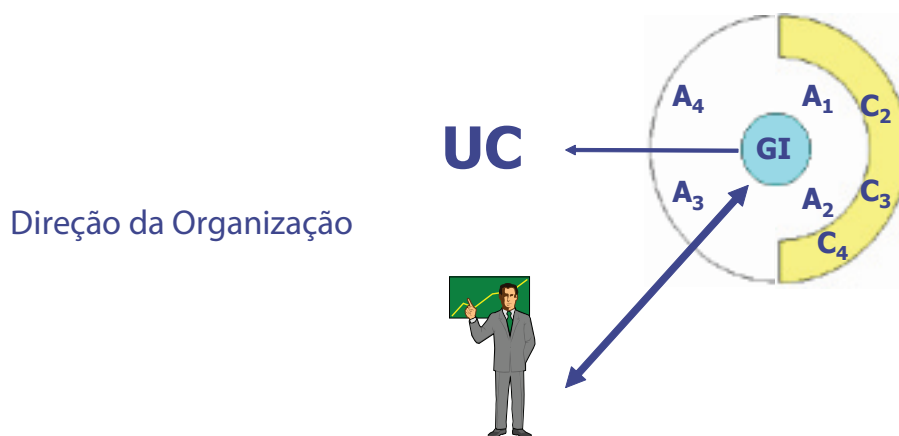 A₄ A₁
C₂
UC
GI
A₃ A₂ C₃
Direção da Organização
C₄